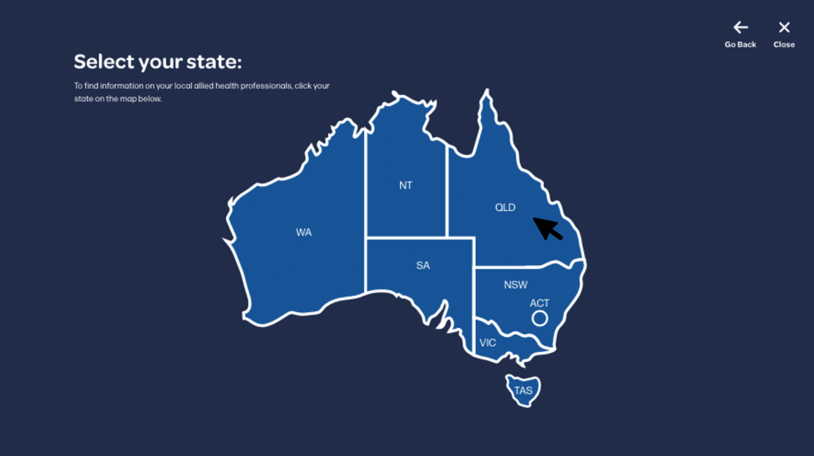 Go Back
Close
Select your state:
To find information on your local allied health professionals, click your
state on the map below.
NT
QLD
WA
SA
NSW
ACT
VIC
TAS